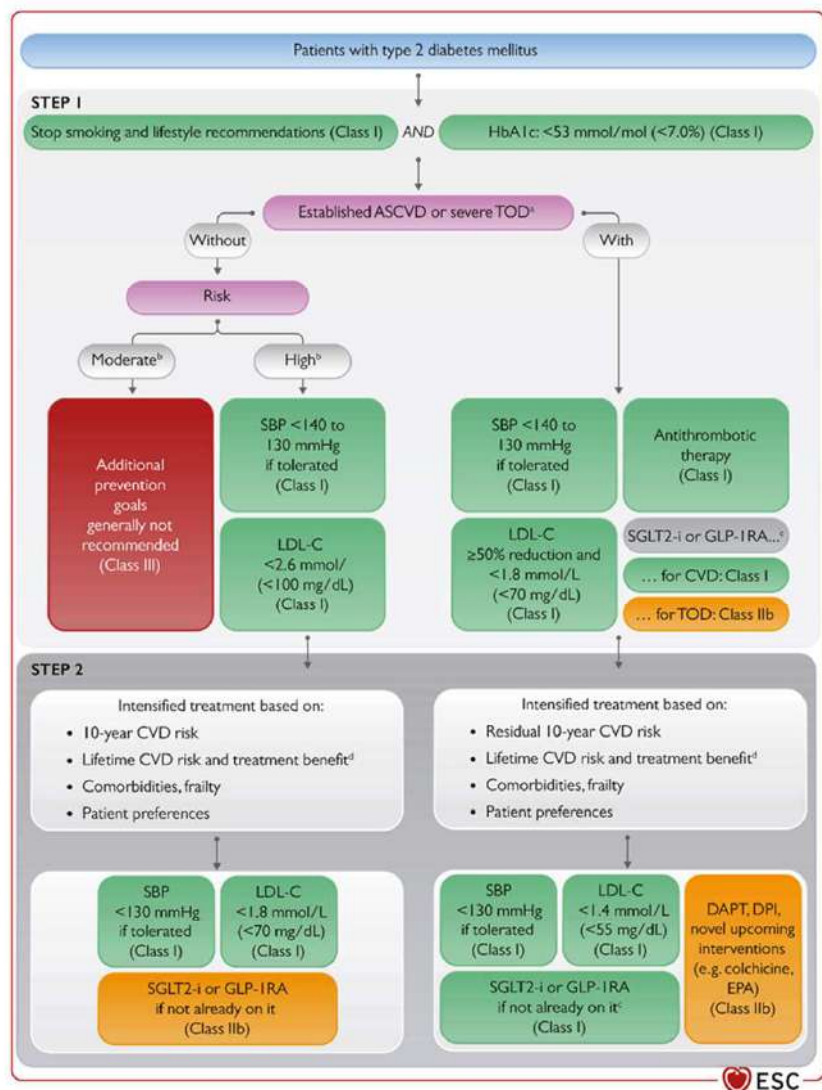 Patients with type 2 diabetes mellitus
STEP 1
Stop smoking and lifestyle recommendations (Class I)
AND
HbA1c: <53 mmol/mol (<7.0%) (Class I)
Established ASCVD or severe TODᵃ
Without
With
Risk
Moderateᵇ
Highᵇ
Additional
prevention
goals
generally not
recommended
(Class III)
SBP <140 to
130 mmHg
if tolerated
(Class I)
LDL-C
<2.6 mmol/
(<100 mg/dL)
(Class I)
SBP <140 to
130 mmHg
if tolerated
(Class I)
LDL-C
≥50% reduction and
<1.8 mmol/L
(<70 mg/dL)
(Class I)
Antithrombotic
therapy
(Class I)
SGLT2-i or GLP-1RA...ᶜ
... for CVD: Class I
... for TOD: Class IIb
STEP 2
Intensified treatment based on:
• 10-year CVD risk
• Lifetime CVD risk and treatment benefitᵈ
• Comorbidities, frailty
• Patient preferences
Intensified treatment based on:
• Residual 10-year CVD risk
• Lifetime CVD risk and treatment benefitᵈ
• Comorbidities, frailty
• Patient preferences
SBP
<130 mmHg
if tolerated
(Class I)
LDL-C
<1.8 mmol/L
(<70 mg/dL)
(Class I)
SGLT2-i or GLP-1RA
if not already on it
(Class IIb)
SBP
<130 mmHg
if tolerated
(Class I)
LDL-C
<1.4 mmol/L
(<55 mg/dL)
(Class I)
SGLT2-i or GLP-1RA
if not already on itᶜ
(Class I)
DAPT, DPI,
novel upcoming
interventions
(e.g. colchicine,
EPA)
(Class IIb)
ESC